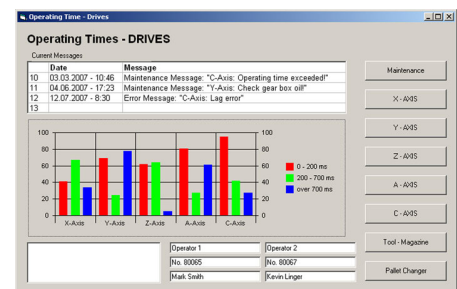 Operating Time - Drives
Operating Times - DRIVES
Current Messages
Date Message
10 03.03.2007 - 10:46 Maintenance Message: "C-Axis: Operating time exceeded!"
11 04.06.2007 - 17:23 Maintenance Message: "Y-Axis: Check gear box oil!"
12 12.07.2007 - 8:30 Error Message: "C-Axis: Lag error"
13
Maintenance
X - AXIS
Y - AXIS
Z - AXIS
A - AXIS
C - AXIS
Tool - Magazine
Pallet Changer
100 100
80 80
60 60
40 40
20 20
0 0
X-Axis Y-Axis Z-Axis A-Axis C-Axis
0 - 200 ms
200 - 700 ms
over 700 ms
Operator 1 Operator 2
No. 80065 No. 80067
Mark Smith Kevin Linger